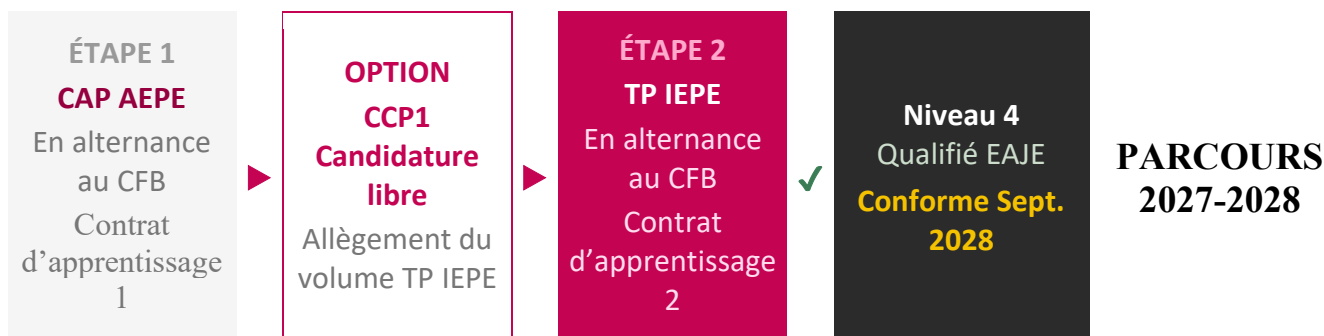 ÉTAPE 1
CAP AEPE
En alternance
au CFB
Contrat
d’apprentissage
1
OPTION
CCP1
Candidature
libre
Allègement du
volume TP IEPE
ÉTAPE 2
TP IEPE
En alternance
au CFB
Contrat
d’apprentissage
2
Niveau 4
Qualifié EAJE
Conforme Sept.
2028
PARCOURS
2027-2028